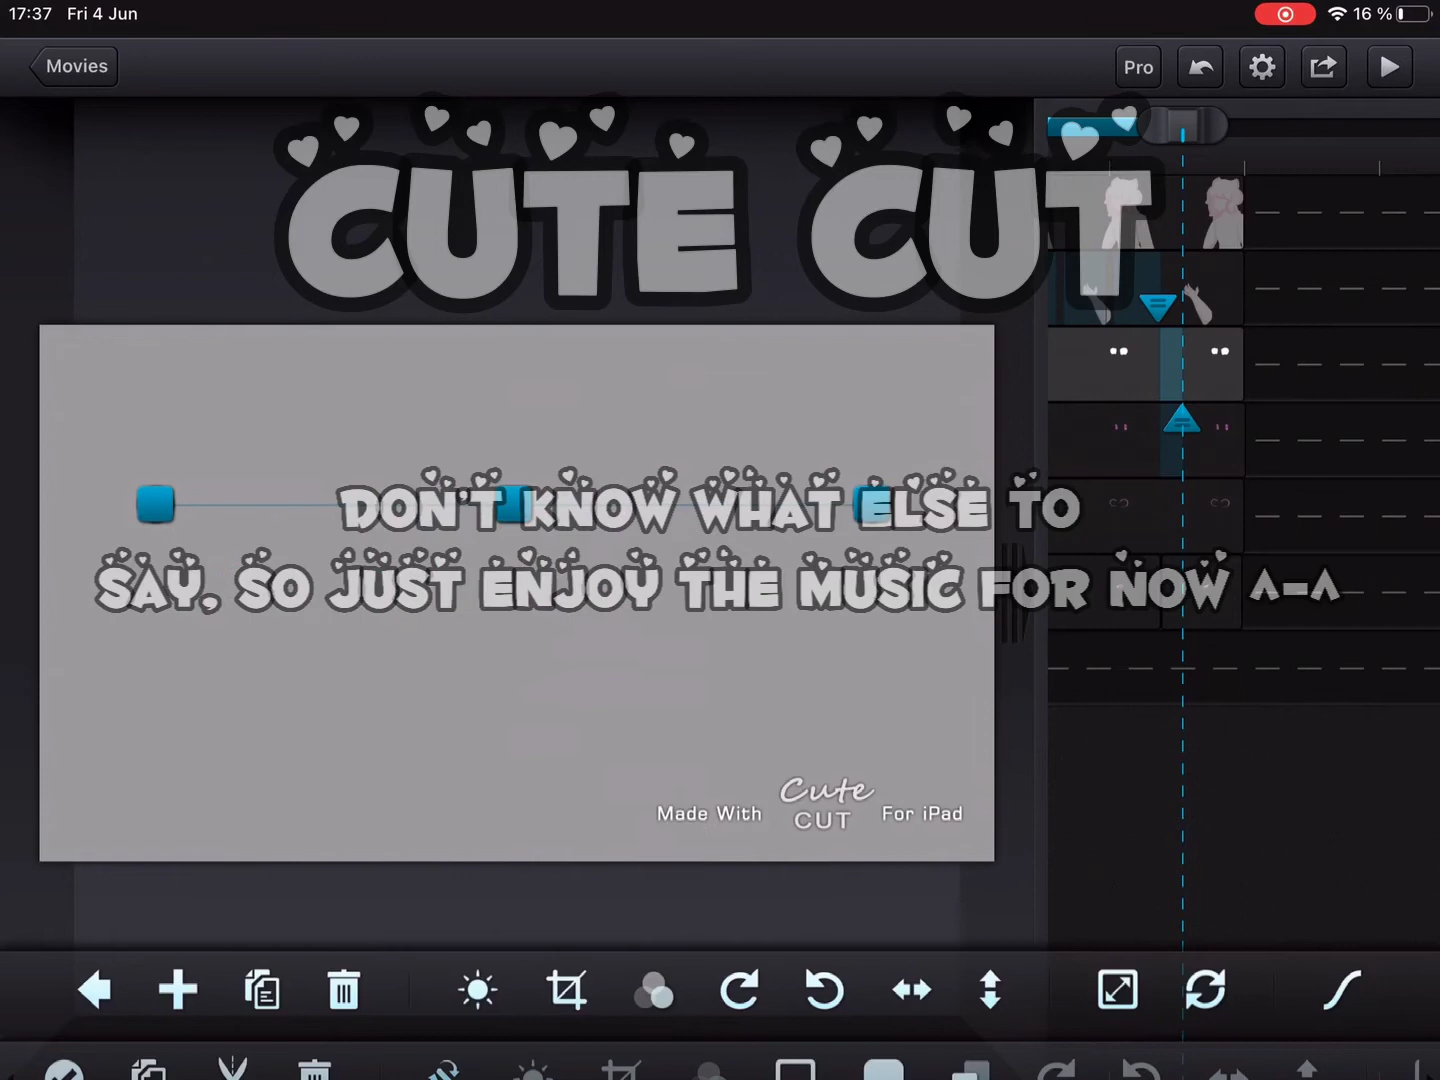 17:37 Fri 4 Jun
16 %
Movies
Pro
CUTE CUT
DON'T KNOW WHAT ELSE TO
SAY, SO JUST ENJOY THE MUSIC FOR NOW ^-^
Made With Cute CUT For iPad